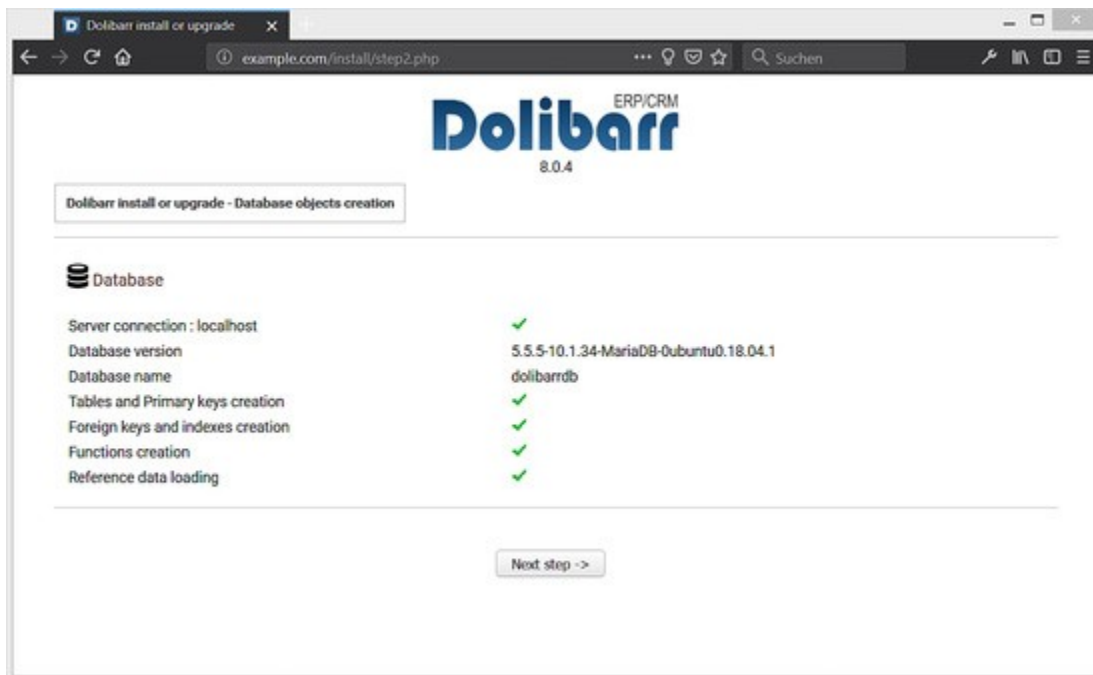 Dolibarr install or upgrade
example.com/install/step2.php
Suchen
Dolibarr ERP/CRM
8.0.4
Dolibarr install or upgrade - Database objects creation
Database
Server connection : localhost
Database version 5.5.5-10.1.34-MariaDB-0ubuntu0.18.04.1
Database name dolibarrdb
Tables and Primary keys creation
Foreign keys and indexes creation
Functions creation
Reference data loading
Next step ->